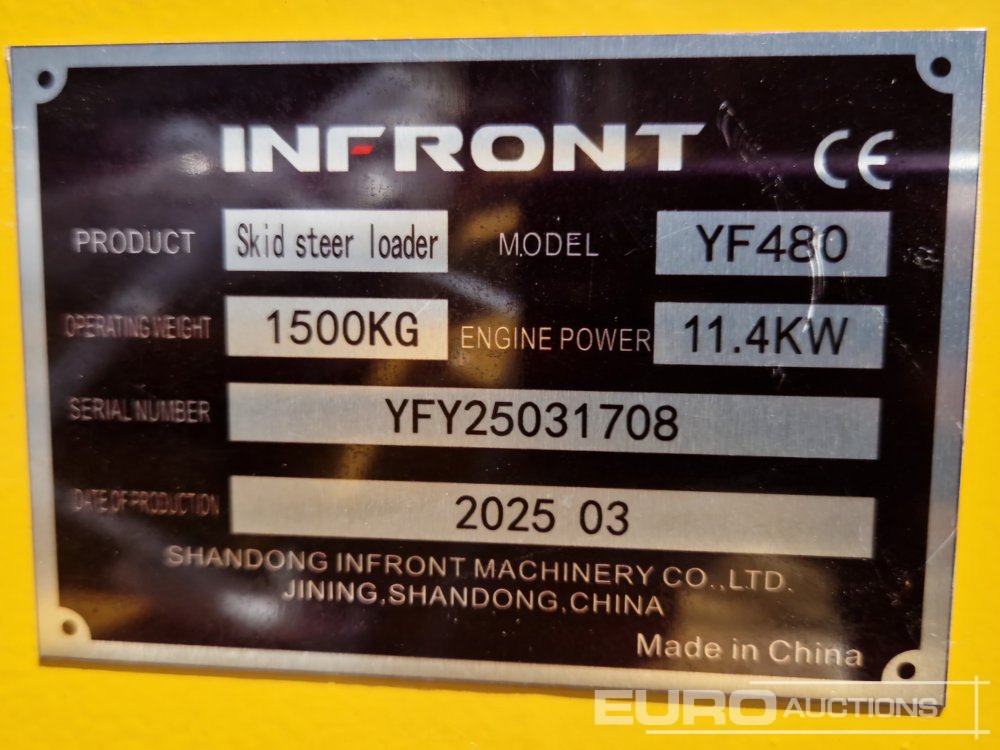 INFRONT CE
PRODUCT Skid steer loader MODEL YF480
OPERATING WEIGHT 1500KG ENGINE POWER 11.4KW
SERIAL NUMBER YFY25031708
DATE OF PRODUCTION 2025 03
SHANDONG INFRONT MACHINERY CO.,LTD.
JINING,SHANDONG,CHINA
Made in China
EURO AUCTIONS